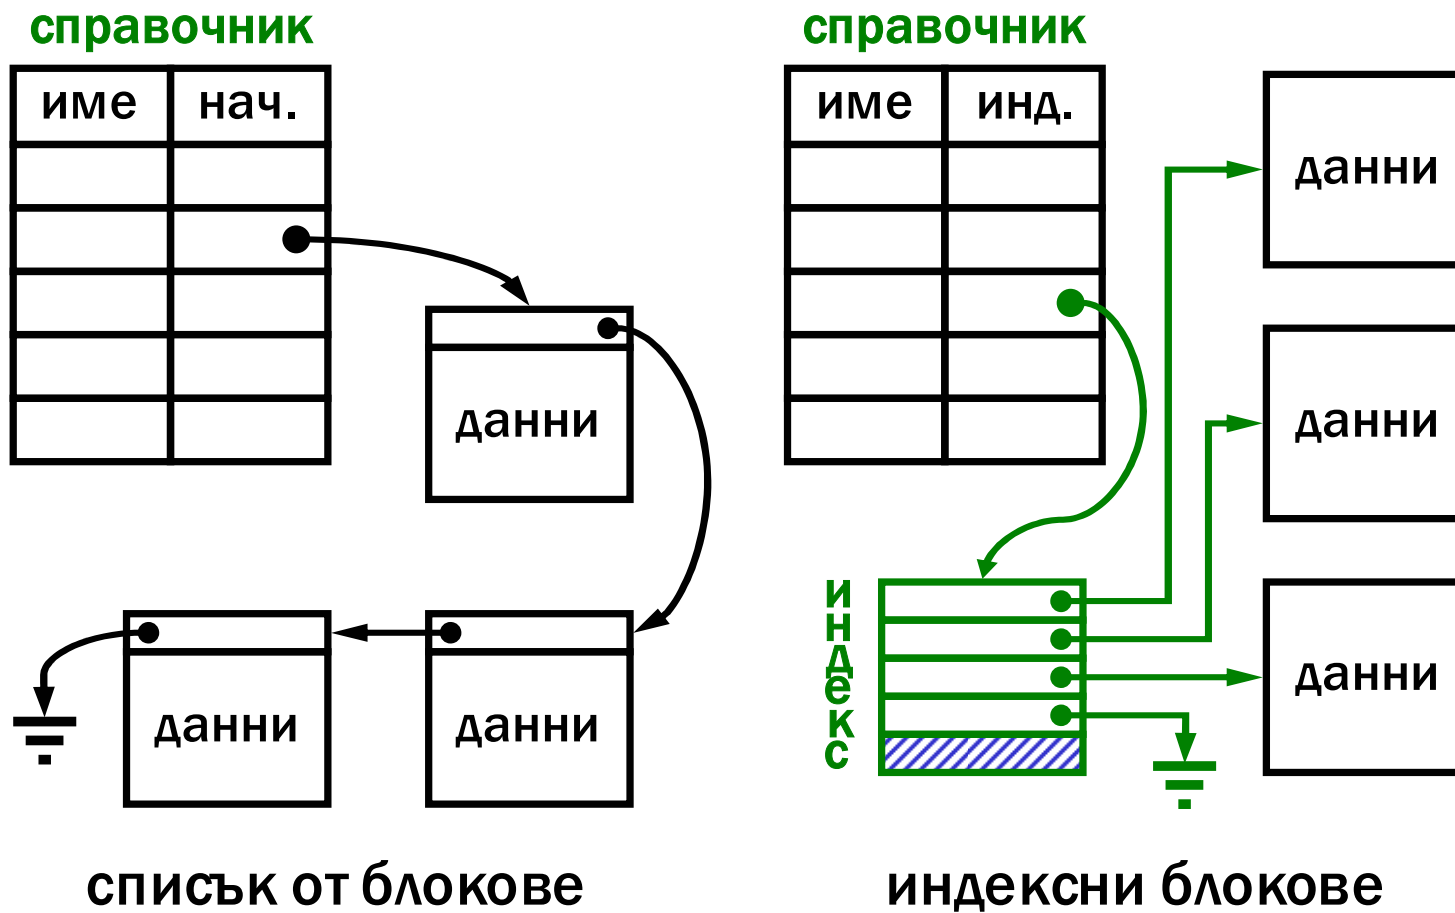 справочник
име нач.
данни
данни
данни
списък от блокове
справочник
име инд.
данни
данни
данни
индекс
индексни блокове